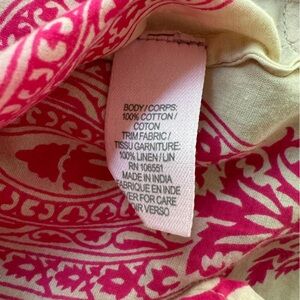 BODY/CORPS:
100% COTTON/
COTON
TRIM FABRIC/
TISSU GARNITURE:
100% LINEN/LIN
RN 106551
MADE IN INDIA
FABRIQUE EN INDE
VER FOR CARE
UR VERSO